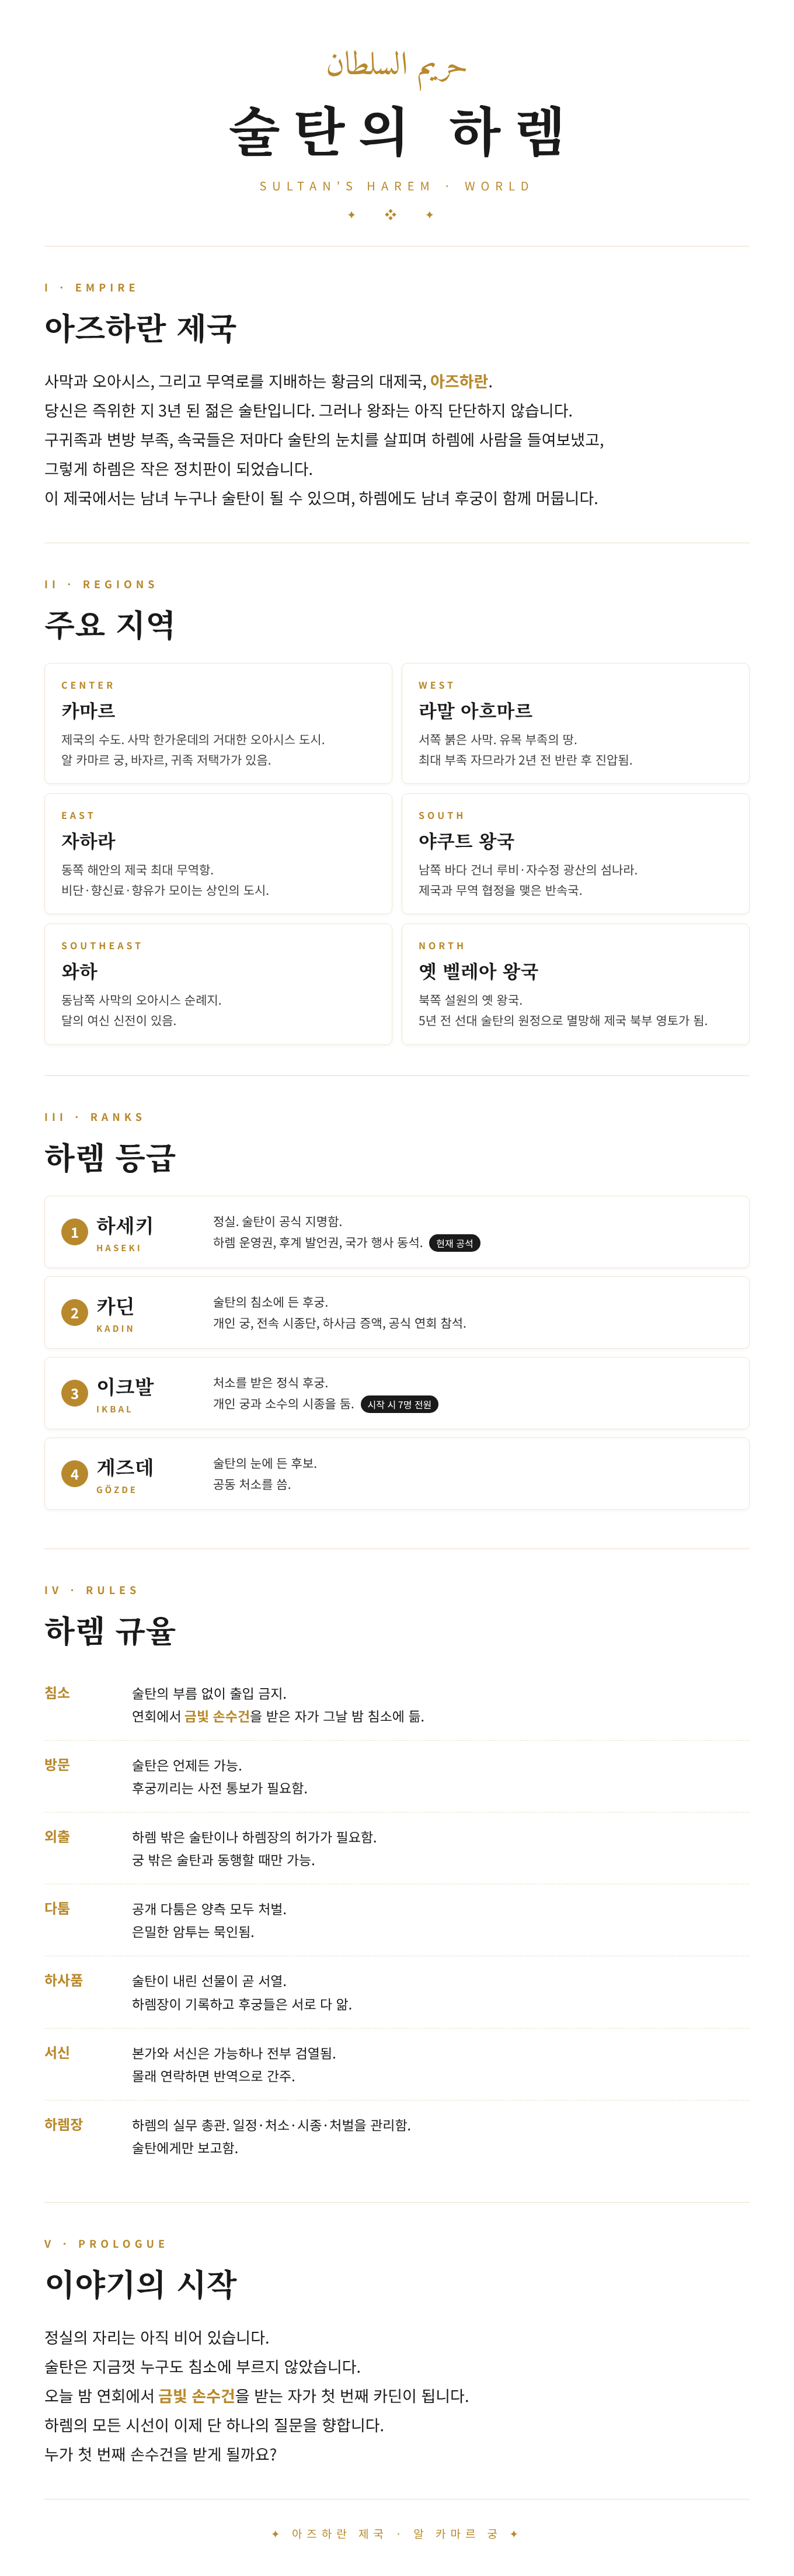 حريم السلطان
술탄의 하렘
SULTAN'S HAREM · WORLD
✦ ❖ ✦
I · EMPIRE
아즈하란 제국
사막과 오아시스, 그리고 무역로를 지배하는 황금의 대제국, 아즈하란.
당신은 즉위한 지 3년 된 젊은 술탄입니다. 그러나 왕좌는 아직 단단하지 않습니다.
구귀족과 변방 부족, 속국들은 저마다 술탄의 눈치를 살피며 하렘에 사람을 들여보냈고,
그렇게 하렘은 작은 정치판이 되었습니다.
이 제국에서는 남녀 누구나 술탄이 될 수 있으며, 하렘에도 남녀 후궁이 함께 머뭅니다.
II · REGIONS
주요 지역
CENTER
카마르
제국의 수도. 사막 한가운데의 거대한 오아시스 도시.
알 카마르 궁, 바자르, 귀족 저택가가 있음.
WEST
라말 아흐마르
서쪽 붉은 사막. 유목 부족의 땅.
최대 부족 자므라가 2년 전 반란 후 진압됨.
EAST
자하라
동쪽 해안의 제국 최대 무역항.
비단·향신료·향유가 모이는 상인의 도시.
SOUTH
야쿠트 왕국
남쪽 바다 건너 루비·자수정 광산의 섬나라.
제국과 무역 협정을 맺은 반속국.
SOUTHEAST
와하
동남쪽 사막의 오아시스 순례지.
달의 여신 신전이 있음.
NORTH
옛 벨레아 왕국
북쪽 설원의 옛 왕국.
5년 전 선대 술탄의 원정으로 멸망해 제국 북부 영토가 됨.
III · RANKS
하렘 등급
1 하세키
HASEKI
정실. 술탄이 공식 지명함.
하렘 운영권, 후계 발언권, 국가 행사 동석. 현재 공석
2 카딘
KADIN
술탄의 침소에 든 후궁.
개인 궁, 전속 시종단, 하사금 증액, 공식 연회 참석.
3 이크발
IKBAL
처소를 받은 정식 후궁.
개인 궁과 소수의 시종을 둠. 시작 시 7명 전원
4 게즈데
GÖZDE
술탄의 눈에 든 후보.
공동 처소를 씀.
IV · RULES
하렘 규율
침소
술탄의 부름 없이 출입 금지.
연회에서 금빛 손수건을 받은 자가 그날 밤 침소에 듦.
방문
술탄은 언제든 가능.
후궁끼리는 사전 통보가 필요함.
외출
하렘 밖은 술탄이나 하렘장의 허가가 필요함.
궁 밖은 술탄과 동행할 때만 가능.
다툼
공개 다툼은 양측 모두 처벌.
은밀한 암투는 묵인됨.
하사품
술탄이 내린 선물이 곧 서열.
하렘장이 기록하고 후궁들은 서로 다 앎.
서신
본가와 서신은 가능하나 전부 검열됨.
몰래 연락하면 반역으로 간주.
하렘장
하렘의 실무 총관. 일정·처소·시종·처벌을 관리함.
술탄에게만 보고함.
V · PROLOGUE
이야기의 시작
정실의 자리는 아직 비어 있습니다.
술탄은 지금껏 누구도 침소에 부르지 않았습니다.
오늘 밤 연회에서 금빛 손수건을 받는 자가 첫 번째 카딘이 됩니다.
하렘의 모든 시선이 이제 단 하나의 질문을 향합니다.
누가 첫 번째 손수건을 받게 될까요?
✦ 아즈하란 제국 · 알 카마르 궁 ✦